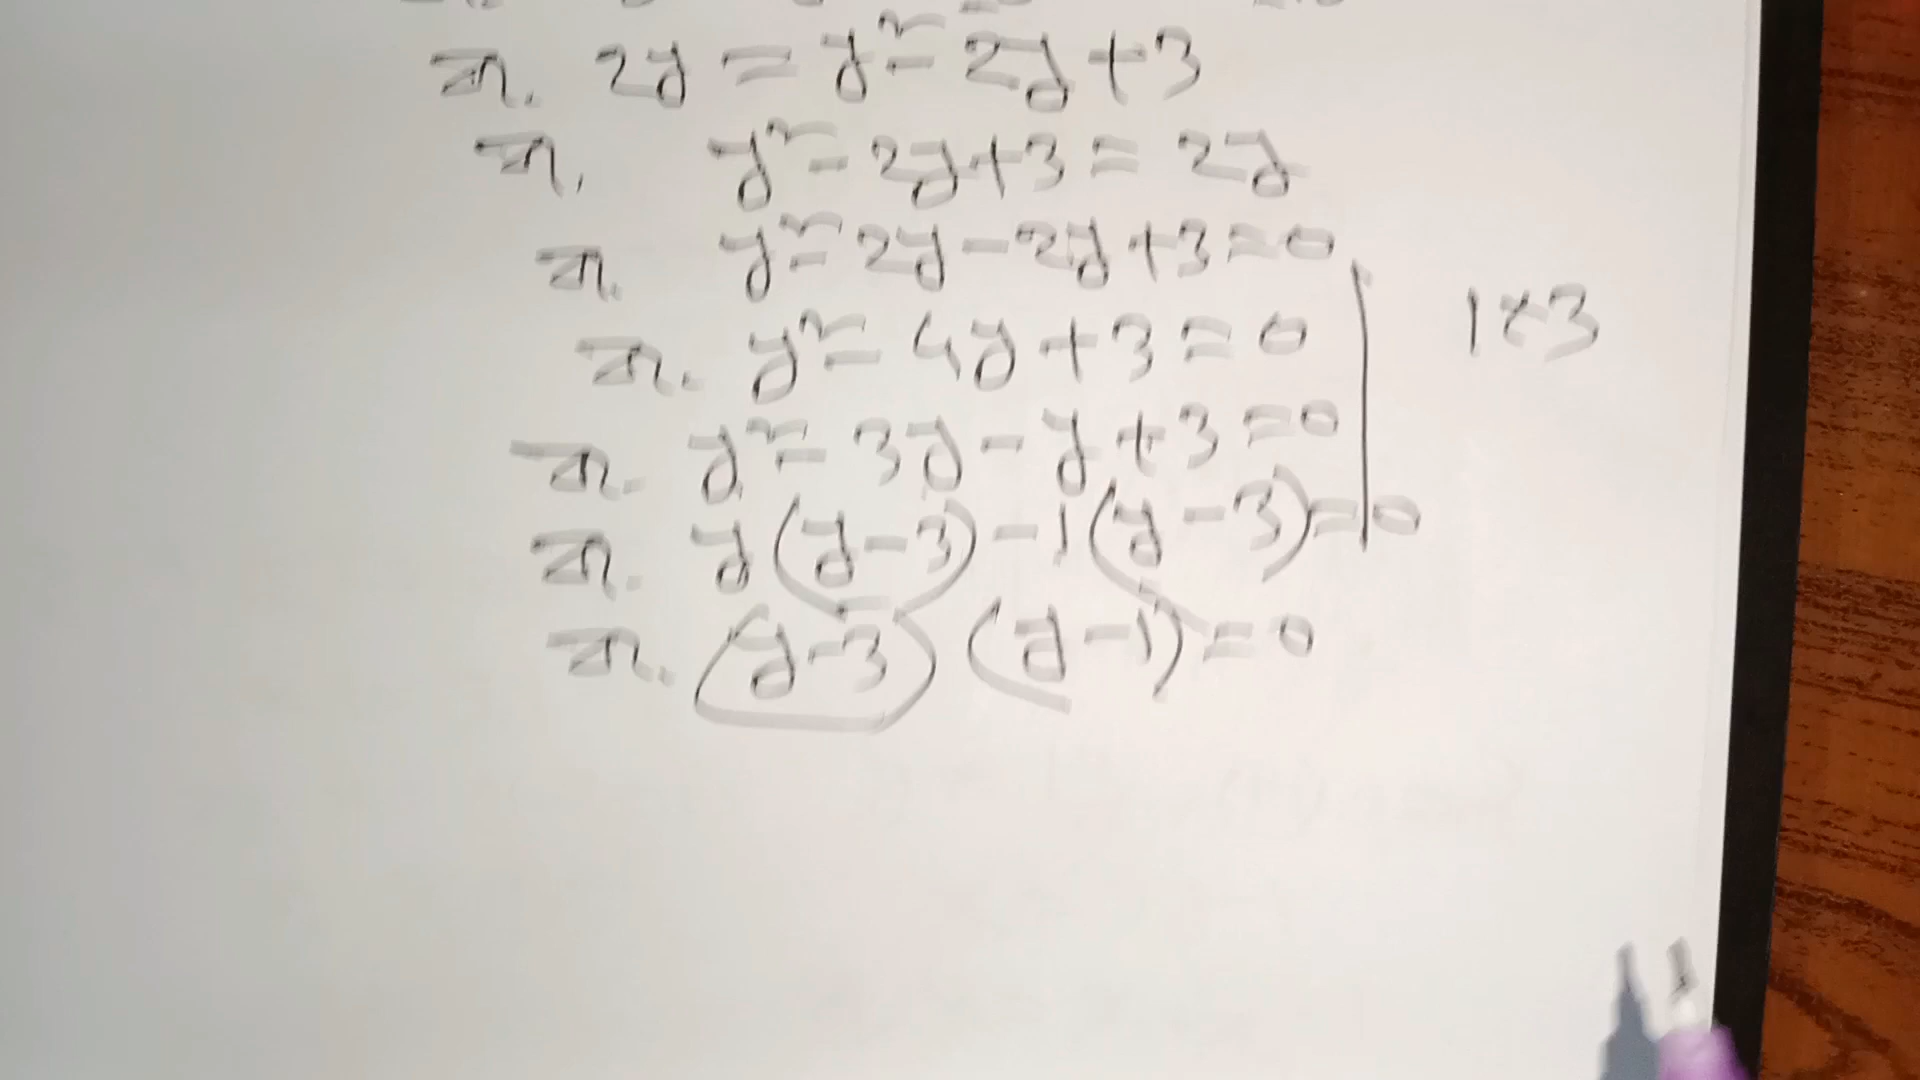 वा. 2y = y² - 2y + 3
वा. y² - 2y + 3 = 2y
वा. y² - 2y - 2y + 3 = 0
वा. y² - 4y + 3 = 0
1×3
वा. y² - 3y - y + 3 = 0
वा. y(y - 3) - 1(y - 3) = 0
वा. (y - 3) (y - 1) = 0